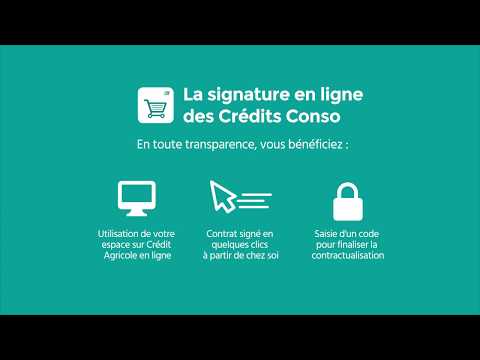 La signature en ligne
des Crédits Conso
En toute transparence, vous bénéficiez :
Utilisation de votre
espace sur Crédit
Agricole en ligne
Contrat signé en
quelques clics
à partir de chez soi
Saisie d'un code
pour finaliser la
contractualisation